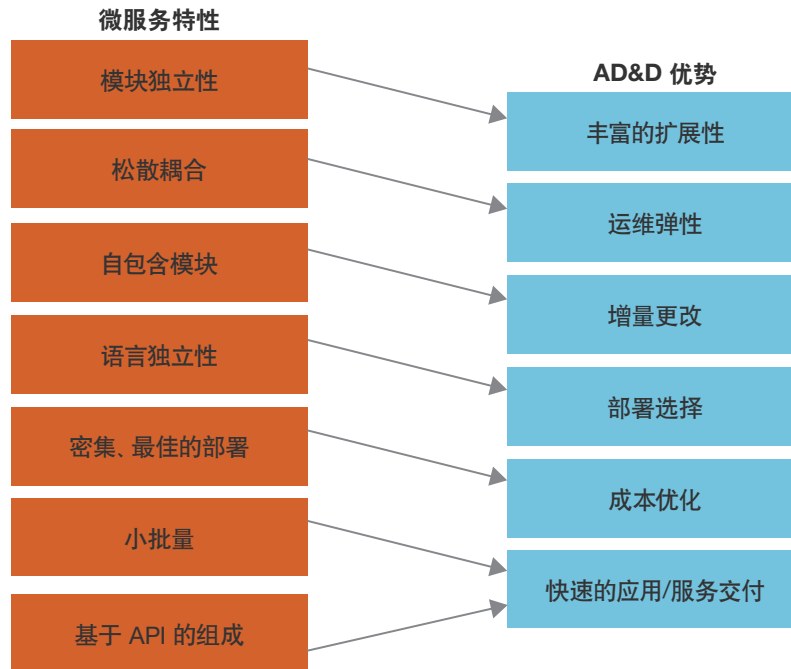 微服务特性
模块独立性
松散耦合
自包含模块
语言独立性
密集、最佳的部署
小批量
基于 API 的组成
AD&D 优势
丰富的扩展性
运维弹性
增量更改
部署选择
成本优化
快速的应用/服务交付